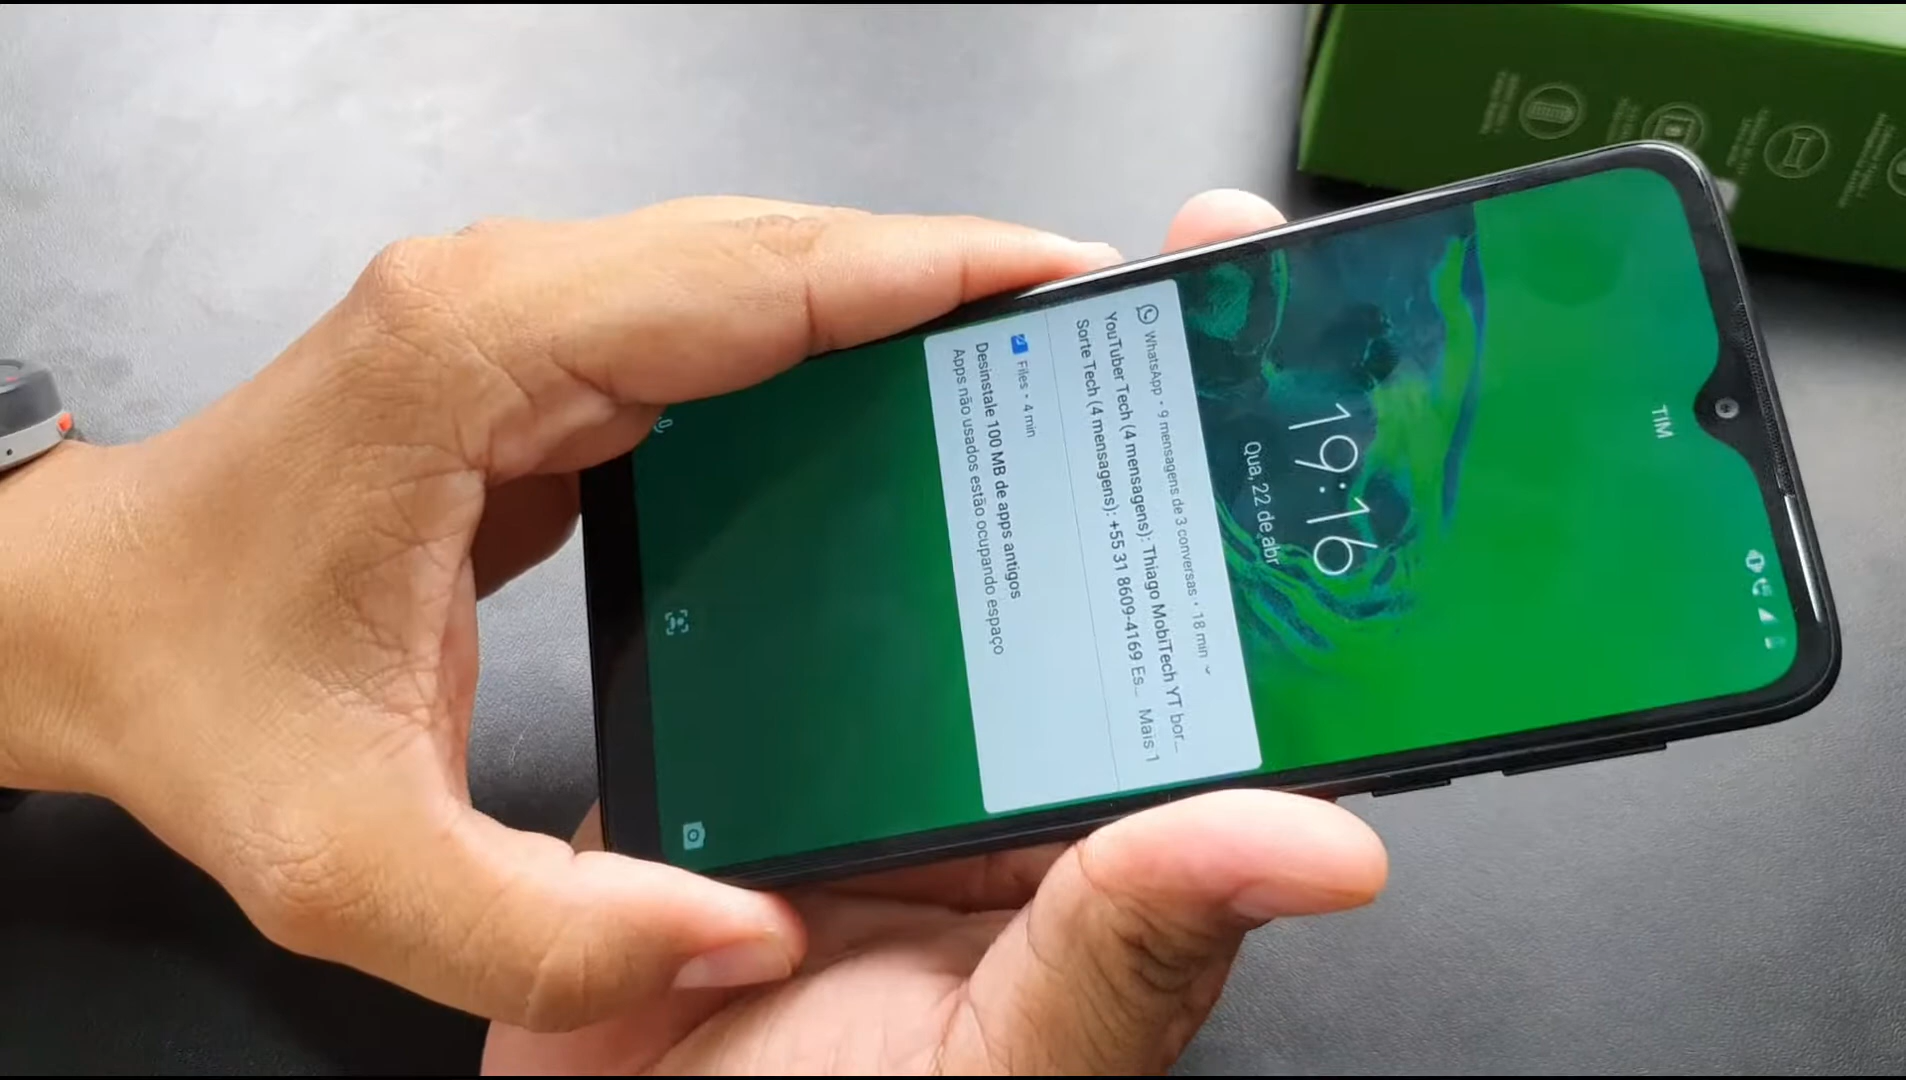 TIM
19:16
Qua, 22 de abr
WhatsApp • 9 mensagens de 3 conversas • 18 min
YouTuber Tech (4 mensagens): Thiago MobiTech YT bor...
Sorte Tech (4 mensagens): +55 31 8609-4169 Es... Mais 1
Files • 4 min
Desinstale 100 MB de apps antigos
Apps não usados estão ocupando espaço